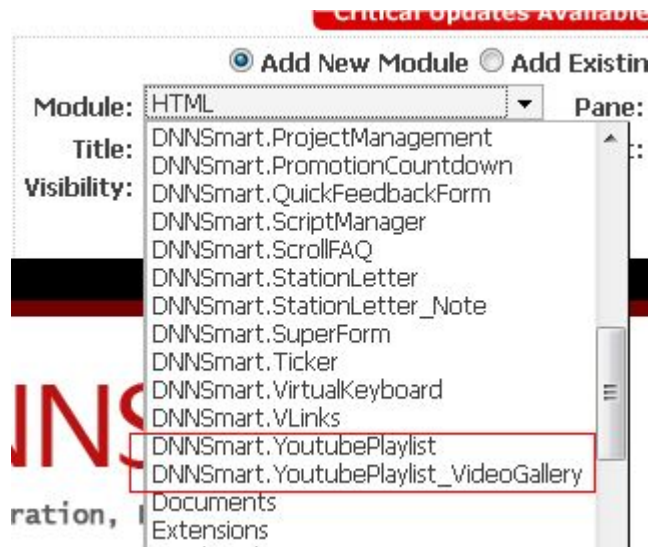 Critical Updates Available
Add New Module Add Existin
Module: HTML Pane:
Title:
Visibility:
DNNSmart.ProjectManagement
DNNSmart.PromotionCountdown
DNNSmart.QuickFeedbackForm
DNNSmart.ScriptManager
DNNSmart.ScrollFAQ
DNNSmart.StationLetter
DNNSmart.StationLetter_Note
DNNSmart.SuperForm
DNNSmart.Ticker
DNNSmart.VirtualKeyboard
DNNSmart.VLinks
DNNSmart.YoutubePlaylist
DNNSmart.YoutubePlaylist_VideoGallery
Documents
Extensions
NNS
ration,